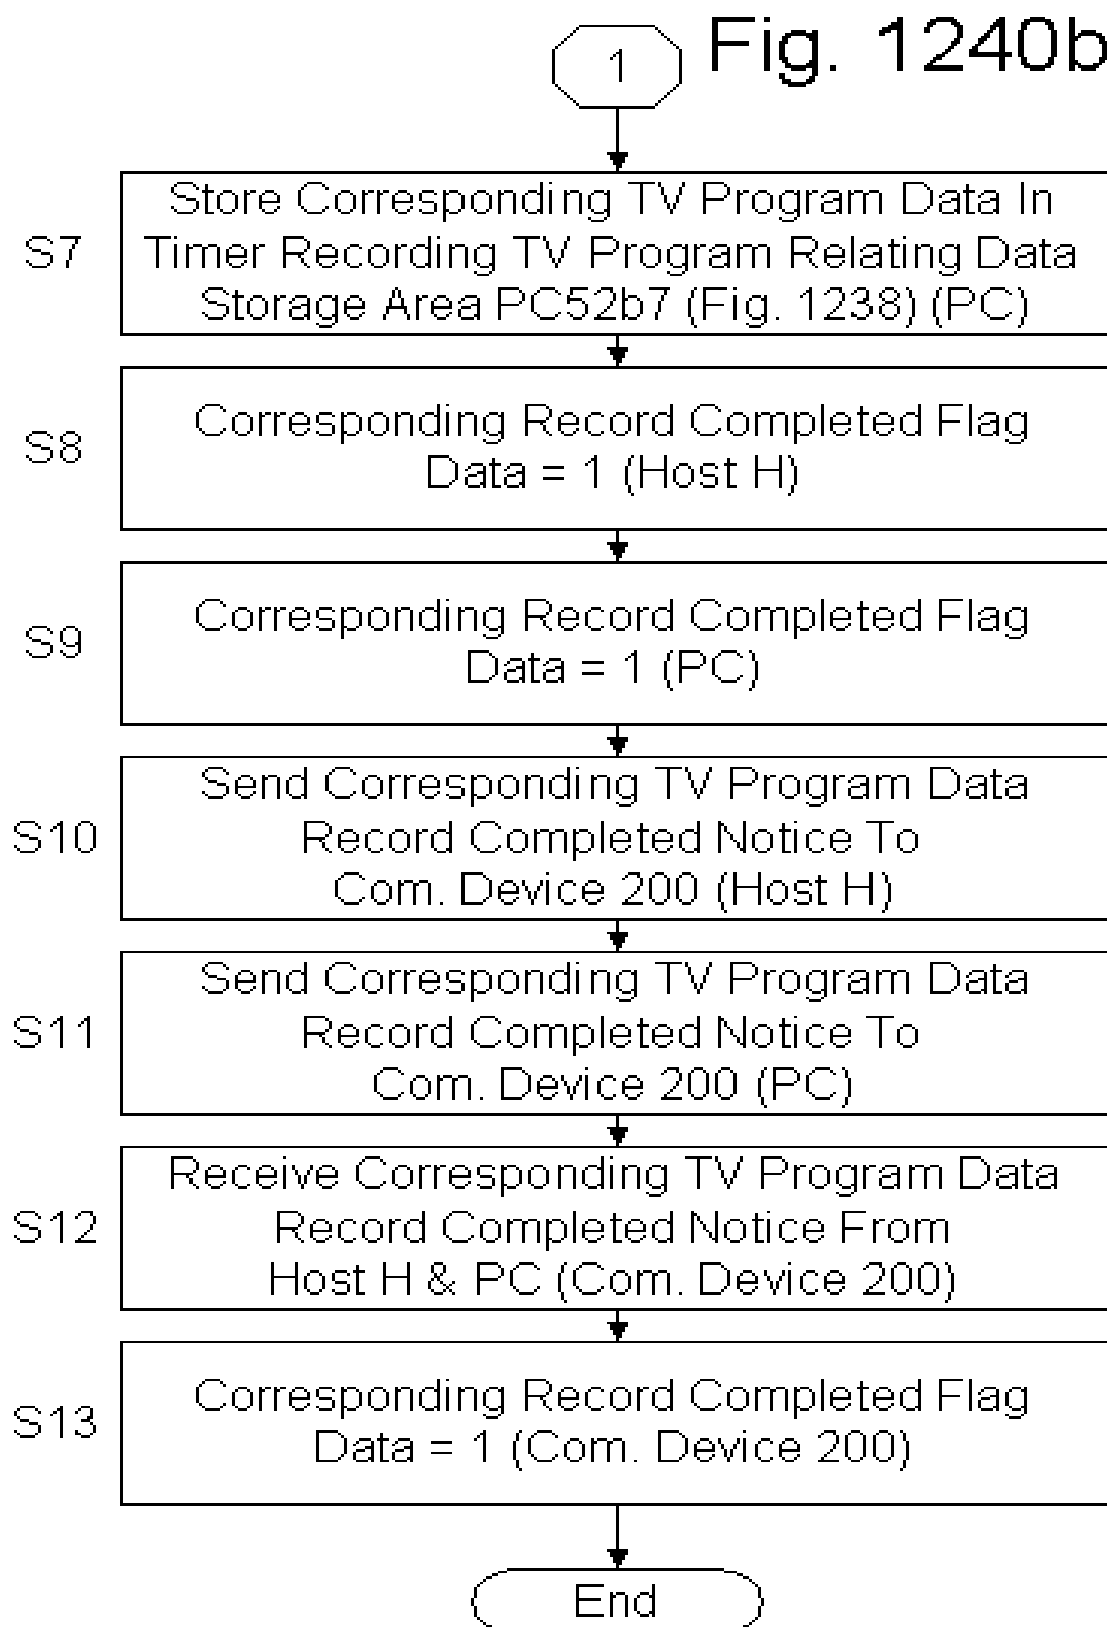 1
Fig. 1240b
S7
Store Corresponding TV Program Data In
Timer Recording TV Program Relating Data
Storage Area PC52b7 (Fig. 1238) (PC)
S8
Corresponding Record Completed Flag
Data = 1 (Host H)
S9
Corresponding Record Completed Flag
Data = 1 (PC)
S10
Send Corresponding TV Program Data
Record Completed Notice To
Com. Device 200 (Host H)
S11
Send Corresponding TV Program Data
Record Completed Notice To
Com. Device 200 (PC)
S12
Receive Corresponding TV Program Data
Record Completed Notice From
Host H & PC (Com. Device 200)
S13
Corresponding Record Completed Flag
Data = 1 (Com. Device 200)
End